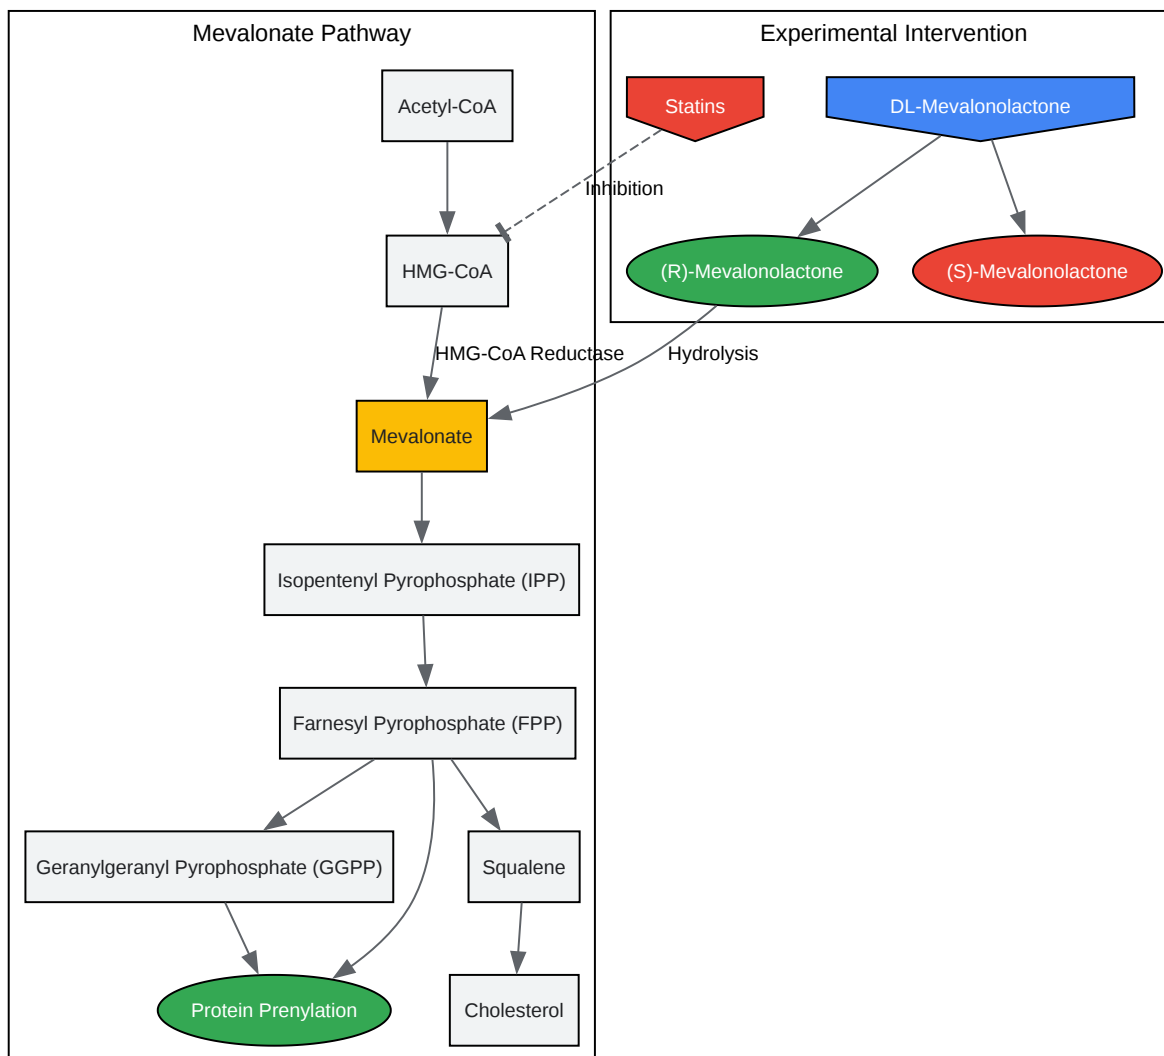 Mevalonate Pathway
Experimental Intervention
Acetyl-CoA
Statins
DL-Mevalonolactone
Inhibition
HMG-CoA
(R)-Mevalonolactone
(S)-Mevalonolactone
HMG-CoA Reductase
Hydrolysis
Mevalonate
Isopentenyl Pyrophosphate (IPP)
Farnesyl Pyrophosphate (FPP)
Geranylgeranyl Pyrophosphate (GGPP)
Squalene
Protein Prenylation
Cholesterol